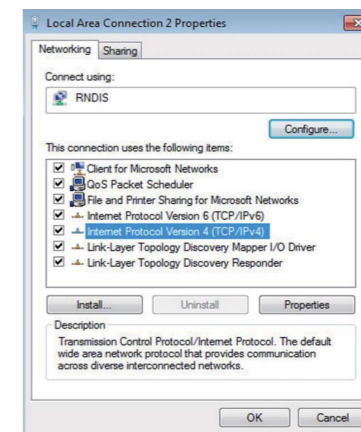 Local Area Connection 2 Properties
Networking Sharing
Connect using:
RNDIS
Configure...
This connection uses the following items:
Client for Microsoft Networks
QoS Packet Scheduler
File and Printer Sharing for Microsoft Networks
Internet Protocol Version 6 (TCP/IPv6)
Internet Protocol Version 4 (TCP/IPv4)
Link-Layer Topology Discovery Mapper I/O Driver
Link-Layer Topology Discovery Responder
Install... Uninstall Properties
Description
Transmission Control Protocol/Internet Protocol. The default
wide area network protocol that provides communication
across diverse interconnected networks.
OK Cancel